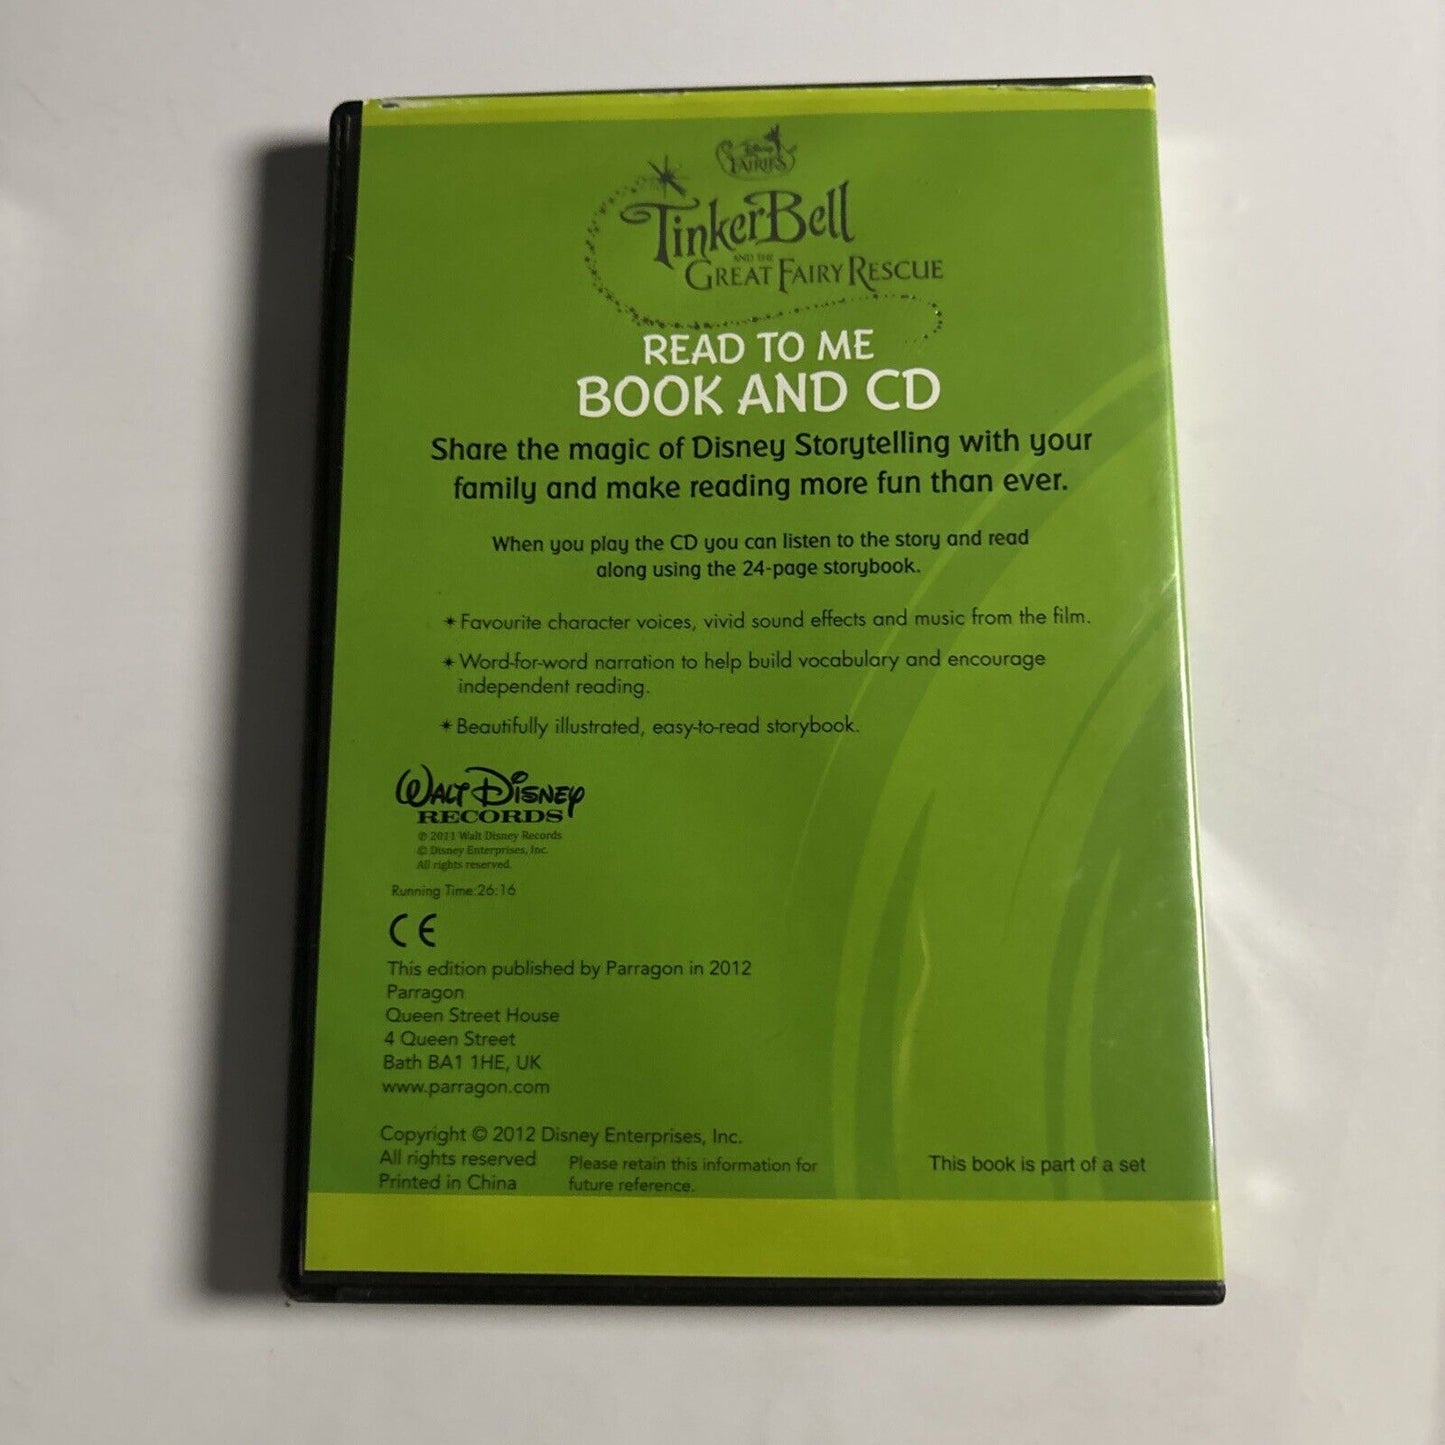 Disney
FAIRIES
TinkerBell
AND THE
GREAT FAIRY RESCUE
READ TO ME
BOOK AND CD
Share the magic of Disney Storytelling with your
family and make reading more fun than ever.
When you play the CD you can listen to the story and read
along using the 24-page storybook.
✶ Favourite character voices, vivid sound effects and music from the film.
✶ Word-for-word narration to help build vocabulary and encourage
independent reading.
✶ Beautifully illustrated, easy-to-read storybook.
WALT DISNEY
RECORDS
℗ 2011 Walt Disney Records
© Disney Enterprises, Inc.
All rights reserved.
Running Time:26:16
CE
This edition published by Parragon in 2012
Parragon
Queen Street House
4 Queen Street
Bath BA1 1HE, UK
www.parragon.com
Copyright © 2012 Disney Enterprises, Inc.
All rights reserved
Printed in China
Please retain this information for
future reference.
This book is part of a set